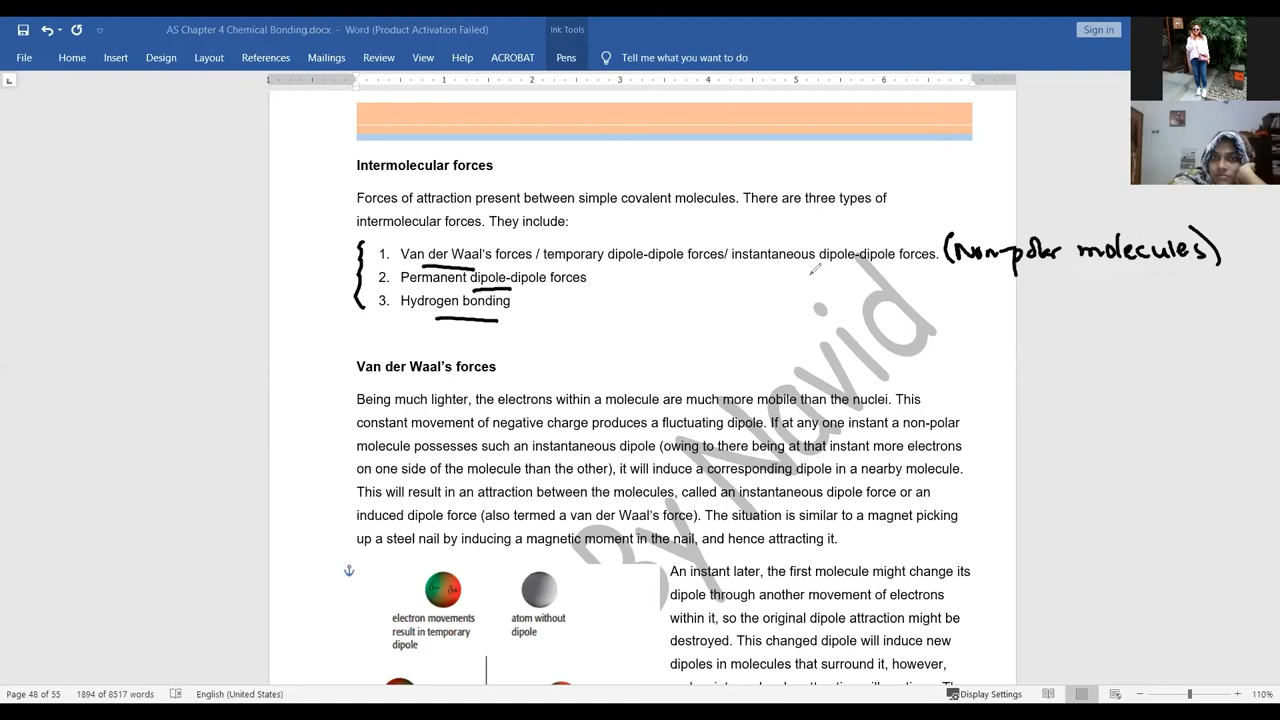 AS Chapter 4 Chemical Bonding.docx - Word (Product Activation Failed)
Ink Tools
Sign in
File Home Insert Design Layout References Mailings Review View Help ACROBAT Pens Tell me what you want to do
1 1 2 3 4 5 6
Intermolecular forces
Forces of attraction present between simple covalent molecules. There are three types of
intermolecular forces. They include:
1. Van der Waal's forces / temporary dipole-dipole forces/ instantaneous dipole-dipole forces. (Non-polar molecules)
2. Permanent dipole-dipole forces
3. Hydrogen bonding
Van der Waal’s forces
Being much lighter, the electrons within a molecule are much more mobile than the nuclei. This
constant movement of negative charge produces a fluctuating dipole. If at any one instant a non-polar
molecule possesses such an instantaneous dipole (owing to there being at that instant more electrons
on one side of the molecule than the other), it will induce a corresponding dipole in a nearby molecule.
This will result in an attraction between the molecules, called an instantaneous dipole force or an
induced dipole force (also termed a van der Waal’s force). The situation is similar to a magnet picking
up a steel nail by inducing a magnetic moment in the nail, and hence attracting it.
By Navid
δ- δ+
electron movements
result in temporary
dipole
atom without
dipole
An instant later, the first molecule might change its
dipole through another movement of electrons
within it, so the original dipole attraction might be
destroyed. This changed dipole will induce new
dipoles in molecules that surround it, however,
Page 48 of 55 1894 of 8517 words English (United States) Display Settings 110%